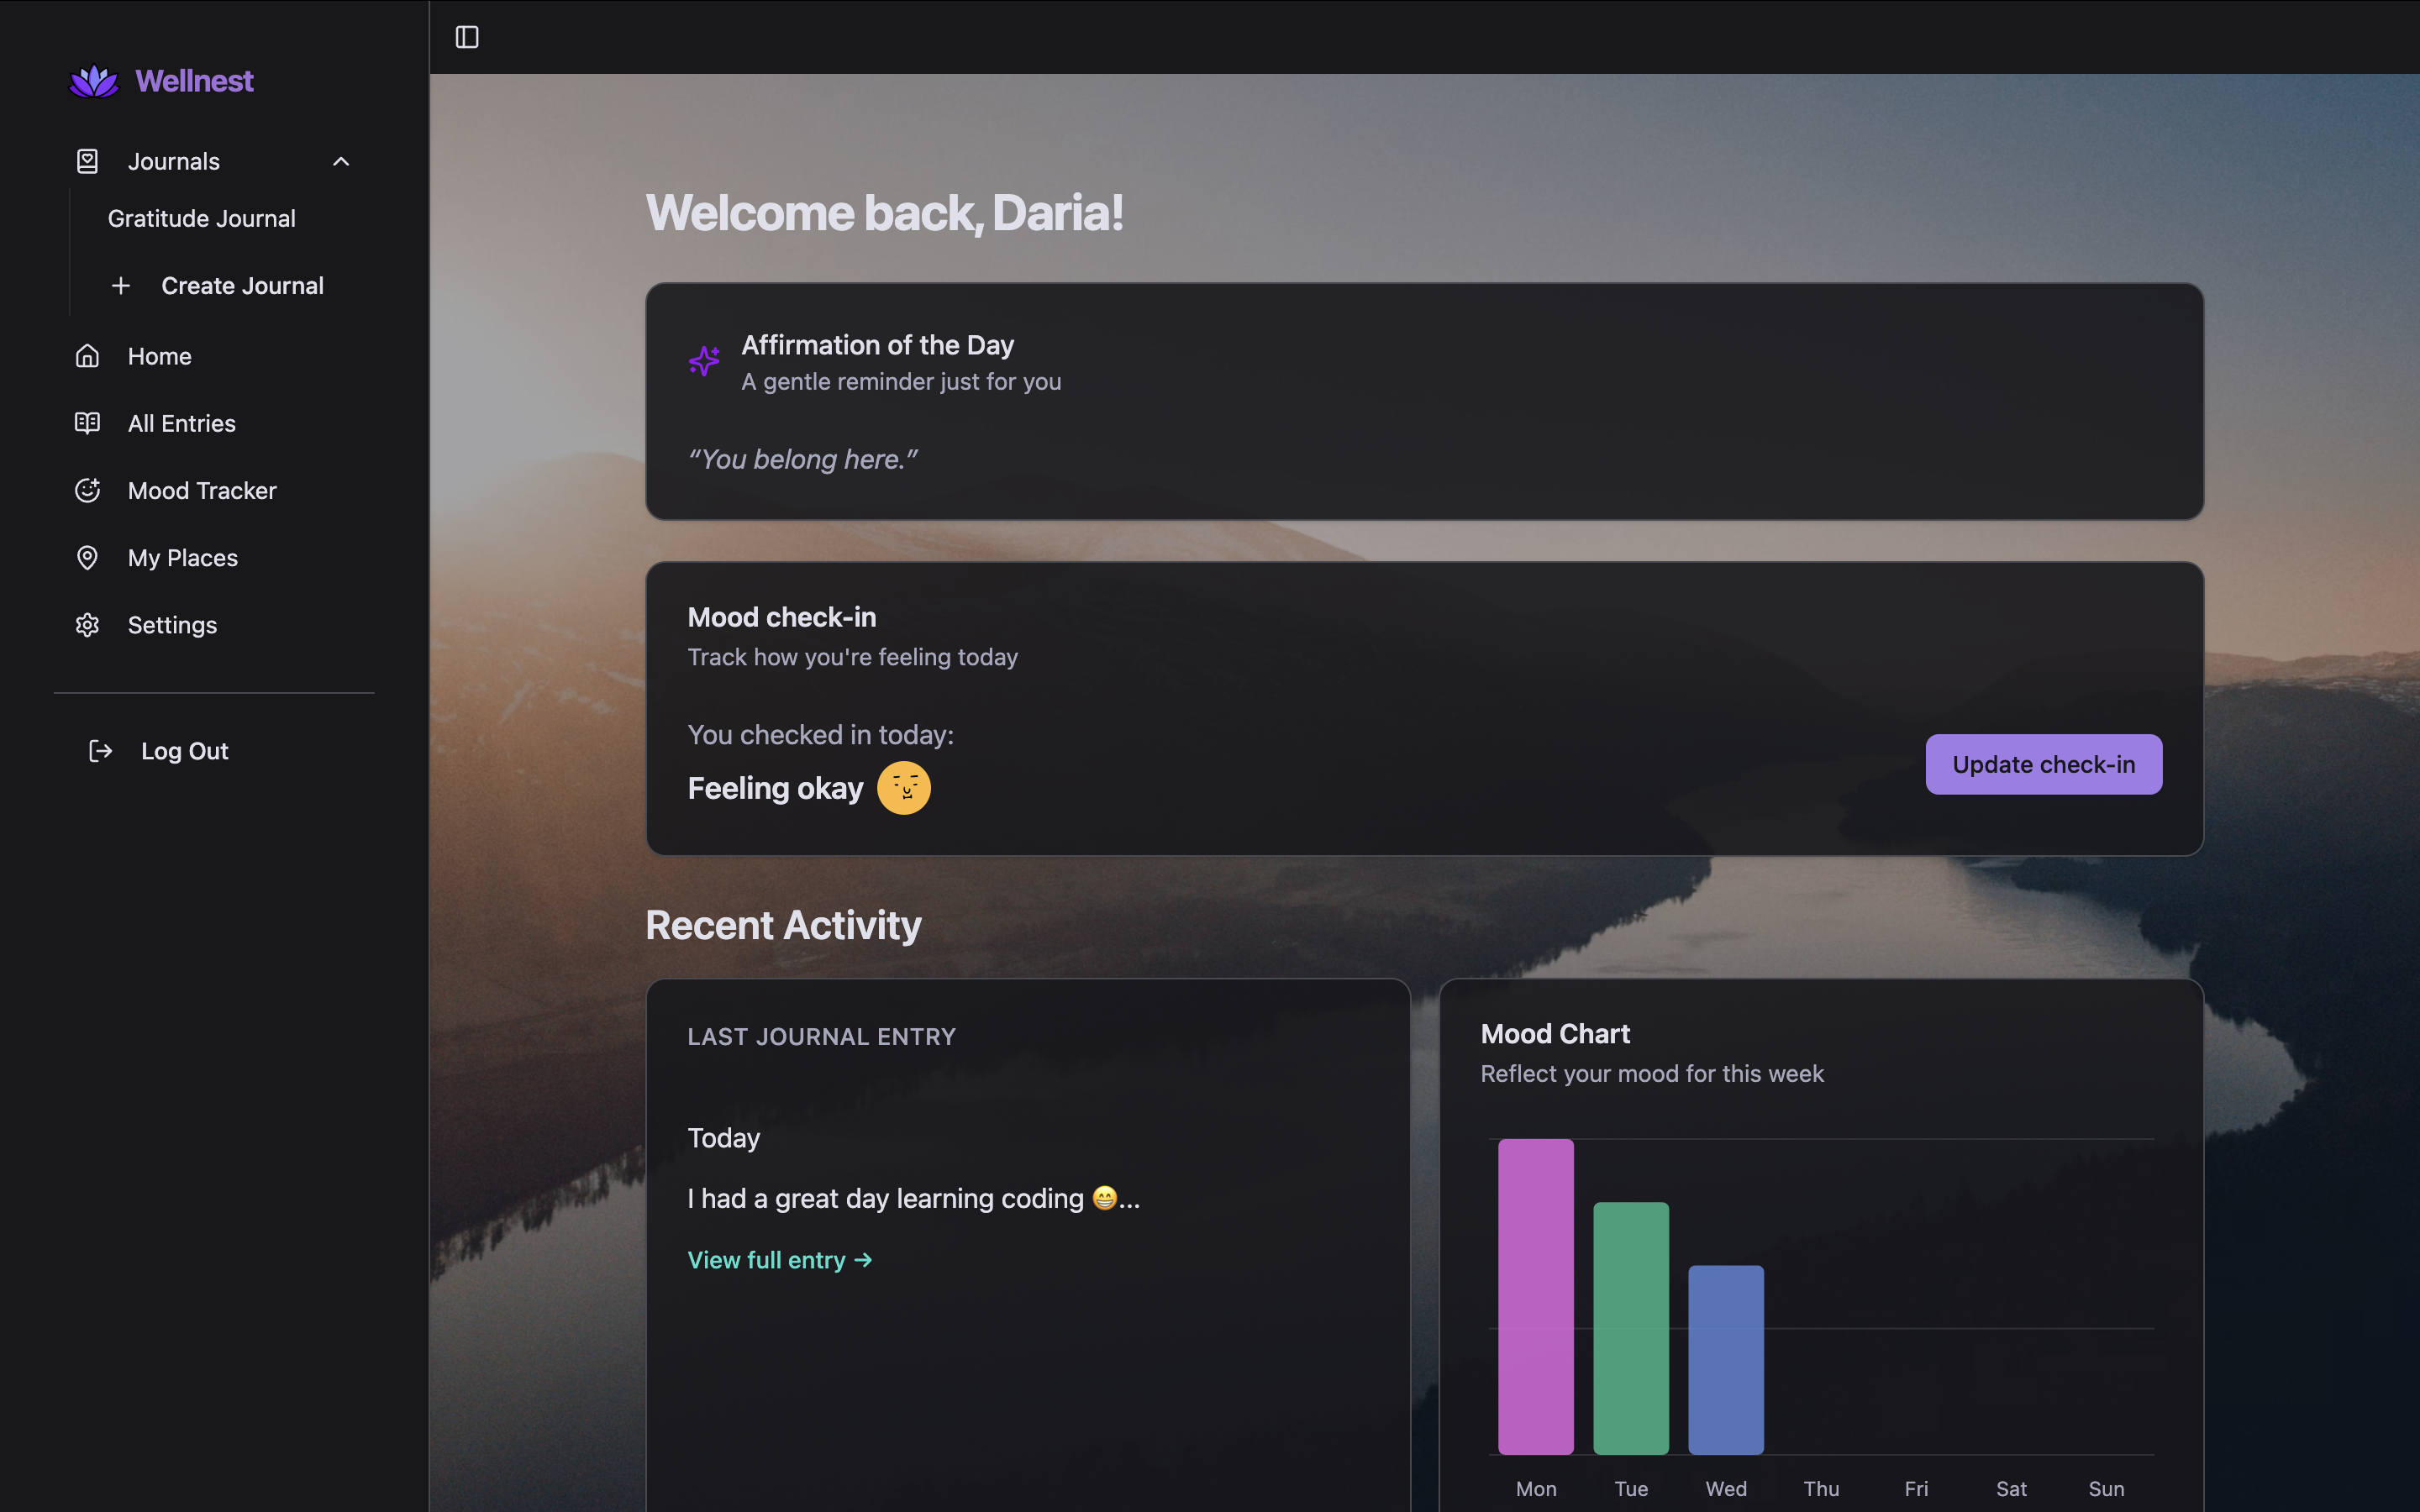 Wellnest
Journals
Gratitude Journal
Create Journal
Home
All Entries
Mood Tracker
My Places
Settings
Log Out
Welcome back, Daria!
Affirmation of the Day
A gentle reminder just for you
“You belong here.”
Mood check-in
Track how you're feeling today
You checked in today:
Feeling okay
Update check-in
Recent Activity
LAST JOURNAL ENTRY
Today
I had a great day learning coding 😁...
View full entry →
Mood Chart
Reflect your mood for this week
Mon Tue Wed Thu Fri Sat Sun